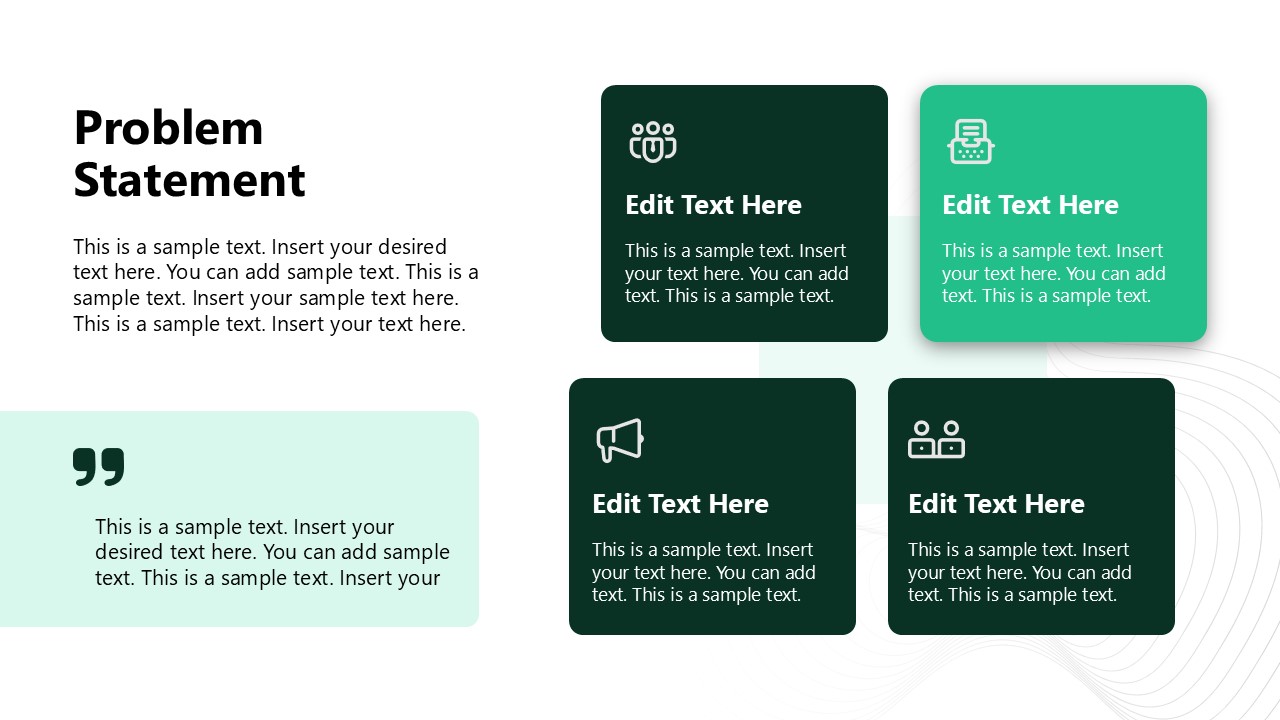 Problem
Statement
This is a sample text. Insert your desired
text here. You can add sample text. This is a
sample text. Insert your sample text here.
This is a sample text. Insert your text here.
This is a sample text. Insert your
desired text here. You can add sample
text. This is a sample text. Insert your
Edit Text Here
This is a sample text. Insert
your text here. You can add
text. This is a sample text.
Edit Text Here
This is a sample text. Insert
your text here. You can add
text. This is a sample text.
Edit Text Here
This is a sample text. Insert
your text here. You can add
text. This is a sample text.
Edit Text Here
This is a sample text. Insert
your text here. You can add
text. This is a sample text.